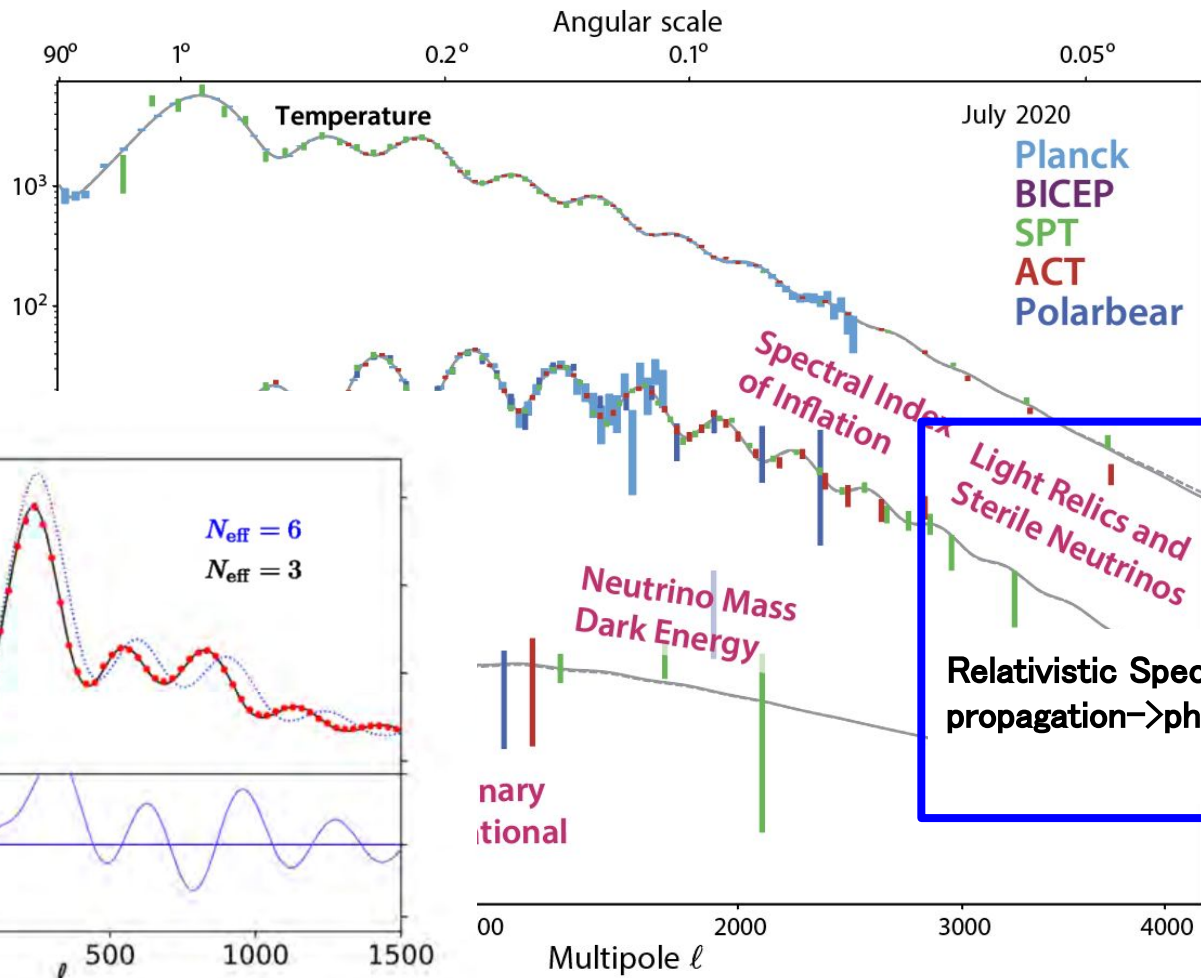 Angular scale
90° 1° 0.2° 0.1° 0.05°
Temperature
July 2020
Planck
BICEP
SPT
ACT
Polarbear
10³
10²
Spectral Index
of Inflation
Light Relics and
Sterile Neutrinos
N_eff = 6
N_eff = 3
Neutrino Mass
Dark Energy
Relativistic Spec
propagation->ph
nary
tional
00 2000 3000 4000
Multipole ℓ
500 1000 1500
ℓ